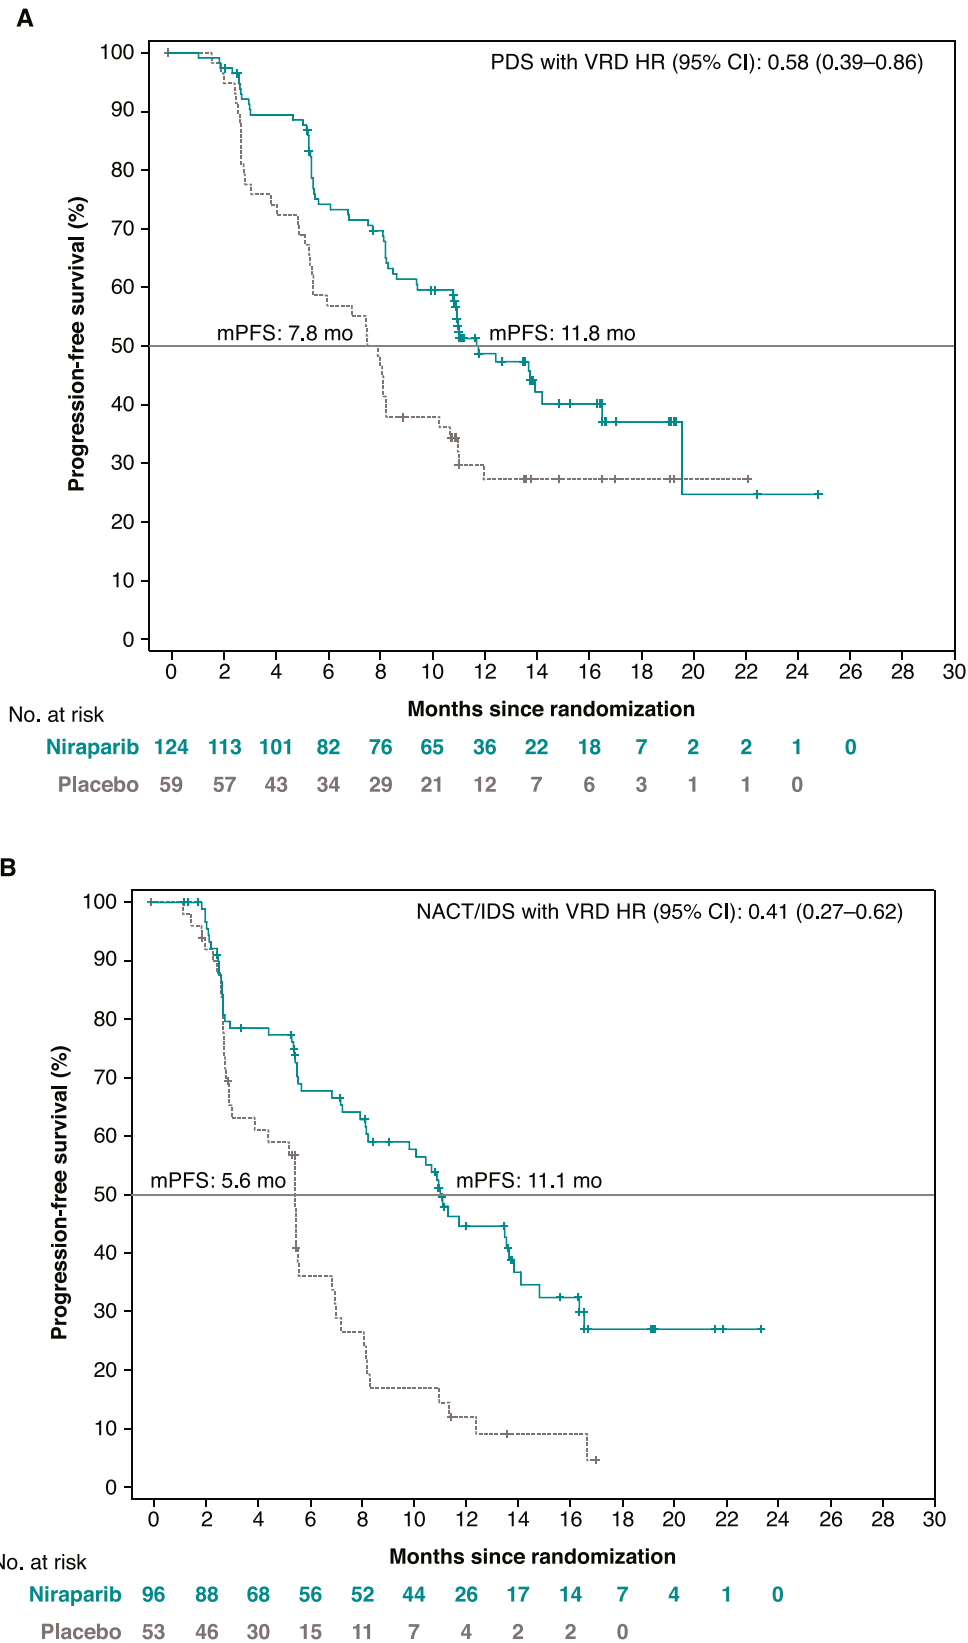 A
PDS with VRD HR (95% CI): 0.58 (0.39–0.86)
100
90
80
70
60
50
40
30
20
10
0
Progression-free survival (%)
mPFS: 7.8 mo
mPFS: 11.8 mo
0 2 4 6 8 10 12 14 16 18 20 22 24 26 28 30
Months since randomization
No. at risk
Niraparib 124 113 101 82 76 65 36 22 18 7 2 2 1 0
Placebo 59 57 43 34 29 21 12 7 6 3 1 1 0
B
NACT/IDS with VRD HR (95% CI): 0.41 (0.27–0.62)
100
90
80
70
60
50
40
30
20
10
0
Progression-free survival (%)
mPFS: 5.6 mo
mPFS: 11.1 mo
0 2 4 6 8 10 12 14 16 18 20 22 24 26 28 30
Months since randomization
No. at risk
Niraparib 96 88 68 56 52 44 26 17 14 7 4 1 0
Placebo 53 46 30 15 11 7 4 2 2 0